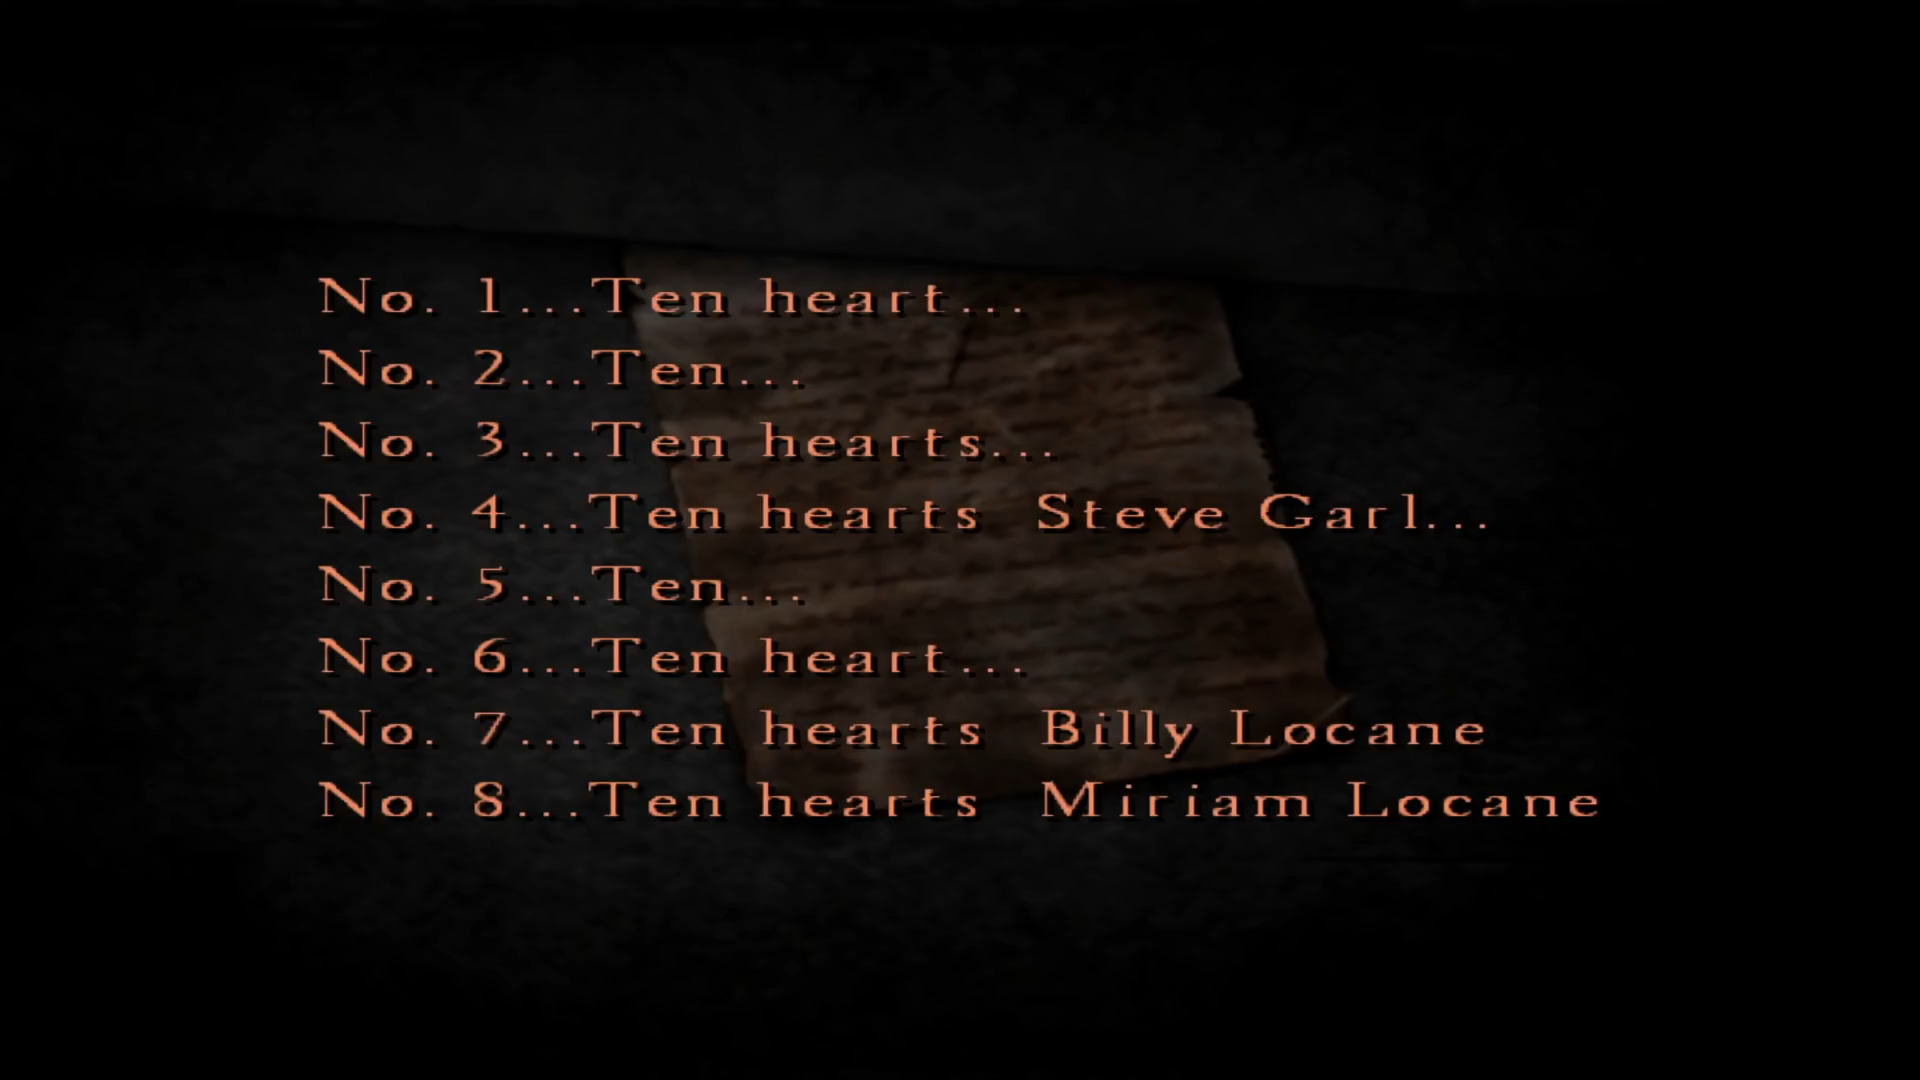 No. 1...Ten heart...
No. 2...Ten...
No. 3...Ten hearts...
No. 4...Ten hearts  Steve Garl...
No. 5...Ten...
No. 6...Ten heart...
No. 7...Ten hearts  Billy Locane
No. 8...Ten hearts  Miriam Locane